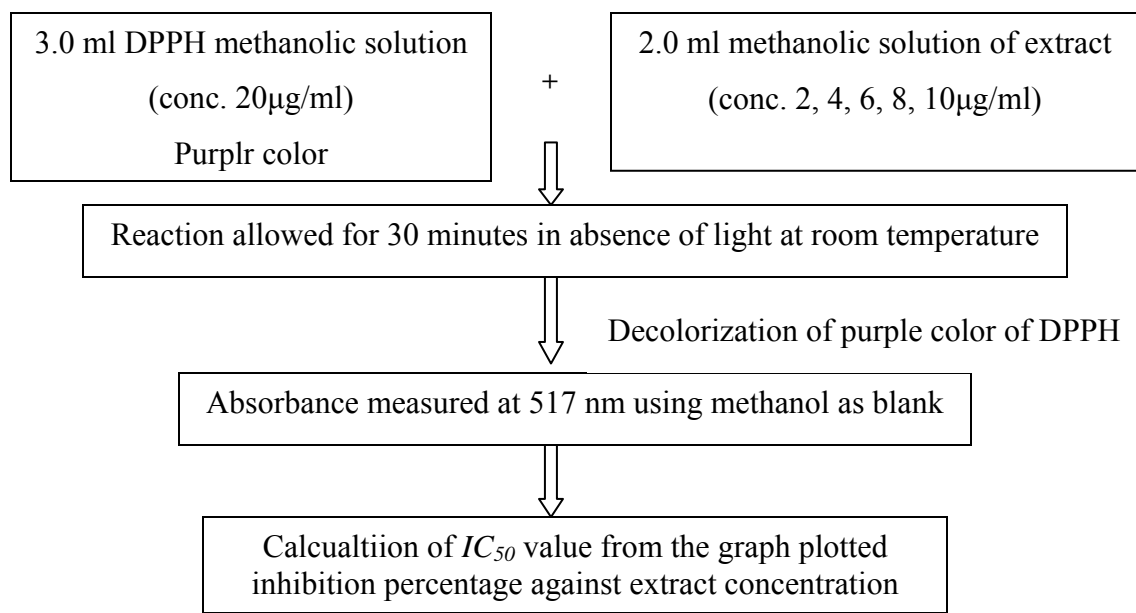 3.0 ml DPPH methanolic solution
(conc. 20μg/ml)
Purplr color
+
2.0 ml methanolic solution of extract
(conc. 2, 4, 6, 8, 10μg/ml)
Reaction allowed for 30 minutes in absence of light at room temperature
Decolorization of purple color of DPPH
Absorbance measured at 517 nm using methanol as blank
Calcualtiion of IC50 value from the graph plotted
inhibition percentage against extract concentration